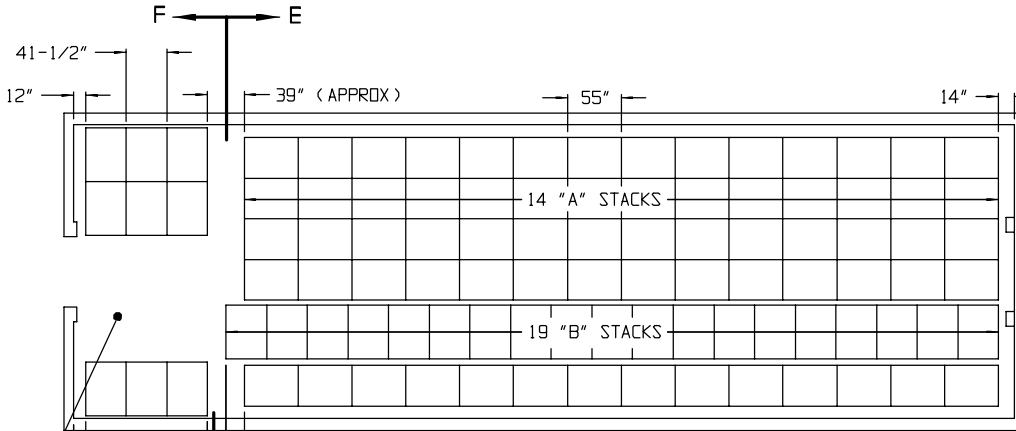 F E
41-1/2"
12" 39" (APPROX) 55" 14"
14 "A" STACKS
19 "B" STACKS